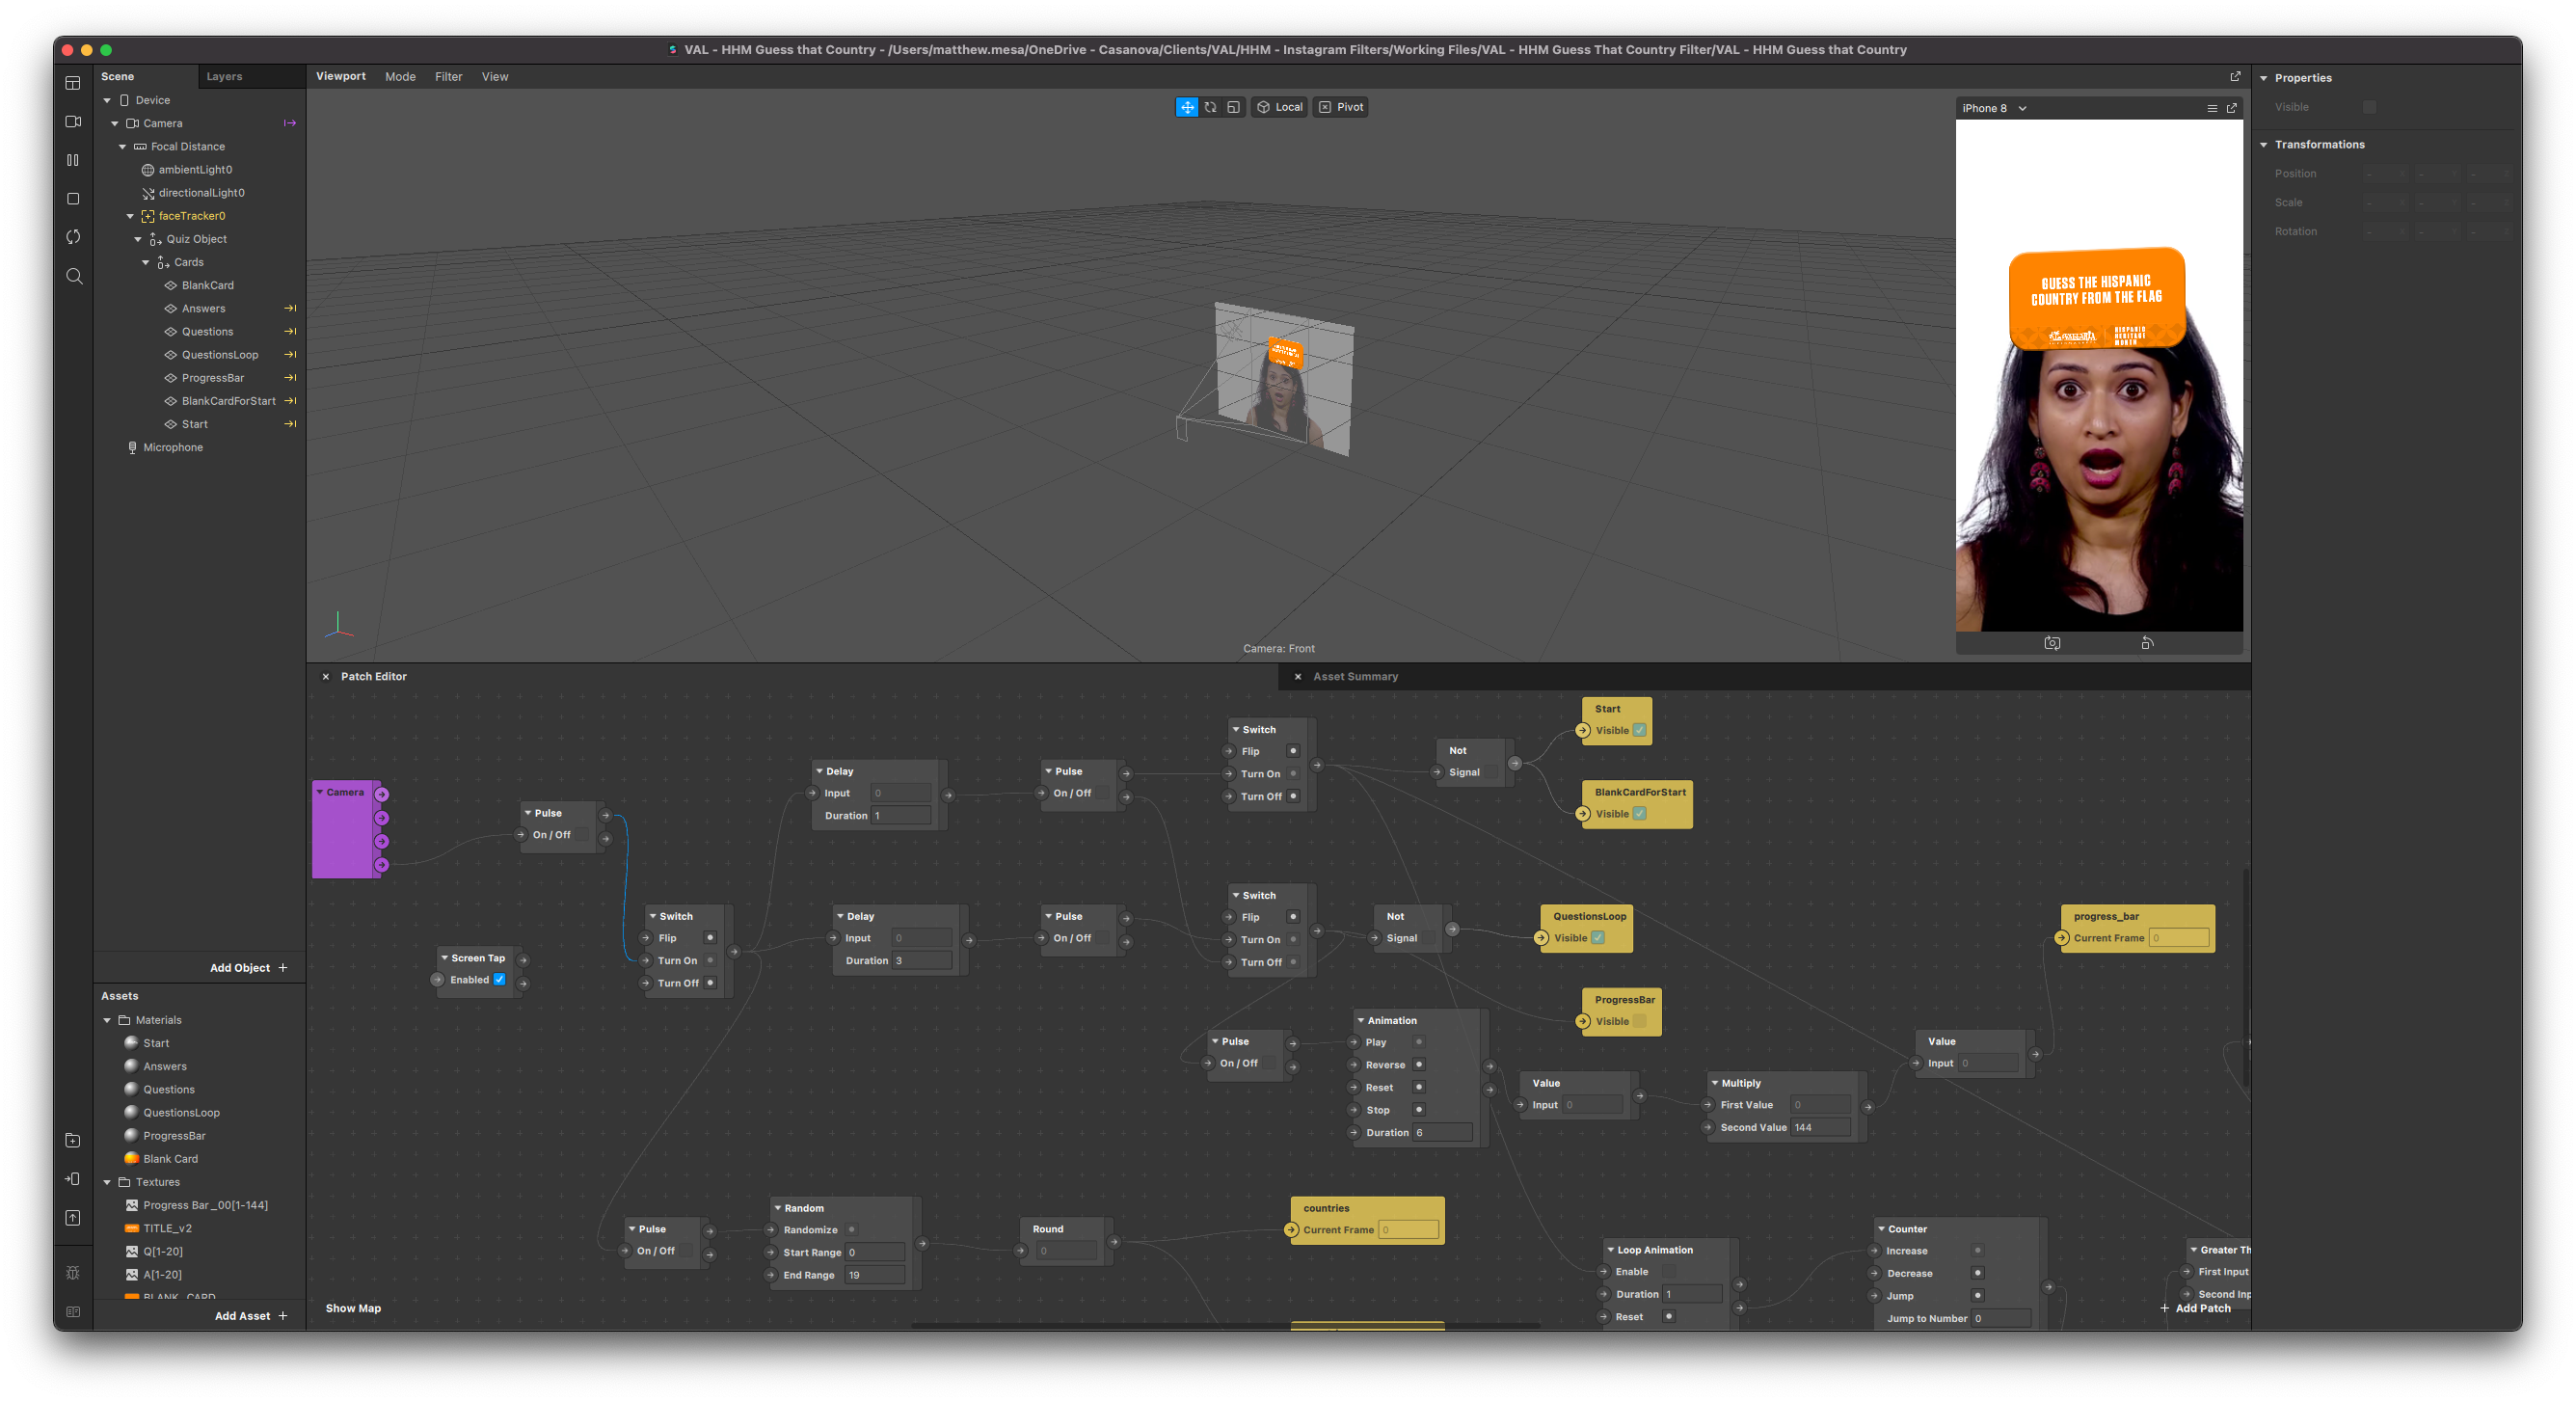 VAL - HHM Guess that Country - /Users/matthew.mesa/OneDrive - Casanova/Clients/VAL/HHM - Instagram Filters/Working Files/VAL - HHM Guess That Country Filter/VAL - HHM Guess that Country
Scene
Layers
Device
Camera
Focal Distance
ambientLight0
directionalLight0
faceTracker0
Quiz Object
Cards
BlankCard
Answers
Questions
QuestionsLoop
ProgressBar
BlankCardForStart
Start
Microphone
Add Object +
Assets
Materials
Start
Answers
Questions
QuestionsLoop
ProgressBar
Blank Card
Textures
Progress Bar_00[1-144]
TITLE_v2
Q[1-20]
A[1-20]
BLANK_CARD
Add Asset +
Viewport Mode Filter View
Local
Pivot
Camera: Front
iPhone 8
GUESS THE HISPANIC
COUNTRY FROM THE FLAG
HISPANIC
HERITAGE
MONTH
Properties
Visible
Transformations
Position - - -
Scale - - -
Rotation - - -
Patch Editor
Asset Summary
Camera
Pulse
On / Off
Screen Tap
Enabled
Switch
Flip
Turn On
Turn Off
Delay
Input 0
Duration 1
Delay
Input 0
Duration 3
Pulse
On / Off
Pulse
On / Off
Switch
Flip
Turn On
Turn Off
Switch
Flip
Turn On
Turn Off
Not
Signal
Start
Visible
BlankCardForStart
Visible
Not
Signal
QuestionsLoop
Visible
ProgressBar
Visible
Pulse
On / Off
Animation
Play
Reverse
Reset
Stop
Duration 6
Value
Input 0
Multiply
First Value 0
Second Value 144
Value
Input 0
progress_bar
Current Frame 0
Pulse
On / Off
Random
Randomize
Start Range 0
End Range 19
Round
0
countries
Current Frame 0
Loop Animation
Enable
Duration 1
Reset
Counter
Increase
Decrease
Jump
Jump to Number 0
Greater Th
First Input
Second Inp
Show Map
+ Add Patch